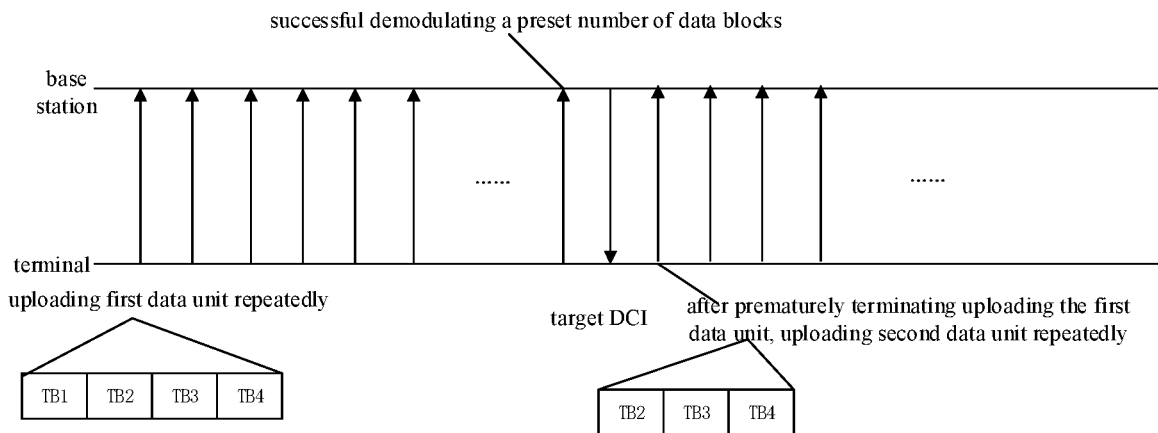 successful demodulating a preset number of data blocks
base
station
......
......
terminal
uploading first data unit repeatedly
target DCI
after prematurely terminating uploading the first
data unit, uploading second data unit repeatedly
TB1 TB2 TB3 TB4
TB2 TB3 TB4